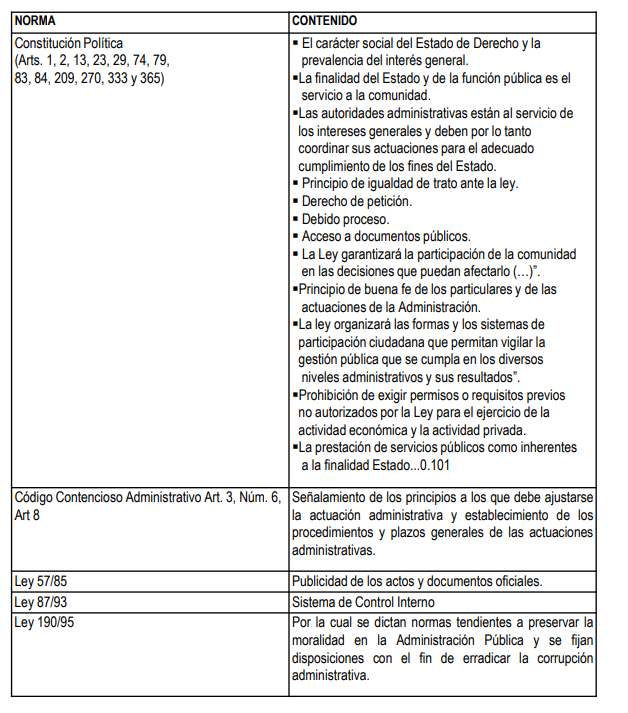 NORMA CONTENIDO
Constitución Política
(Arts. 1, 2, 13, 23, 29, 74, 79,
83, 84, 209, 270, 333 y 365)
▪ El carácter social del Estado de Derecho y la
prevalencia del interés general.
▪La finalidad del Estado y de la función pública es el
servicio a la comunidad.
▪Las autoridades administrativas están al servicio de
los intereses generales y deben por lo tanto
coordinar sus actuaciones para el adecuado
cumplimiento de los fines del Estado.
▪ Principio de igualdad de trato ante la ley.
▪ Derecho de petición.
▪ Debido proceso.
▪ Acceso a documentos públicos.
▪ La Ley garantizará la participación de la comunidad
en las decisiones que puedan afectarlo (…)”.
▪Principio de buena fe de los particulares y de las
actuaciones de la Administración.
▪La ley organizará las formas y los sistemas de
participación ciudadana que permitan vigilar la
gestión pública que se cumpla en los diversos
niveles administrativos y sus resultados”.
▪Prohibición de exigir permisos o requisitos previos
no autorizados por la Ley para el ejercicio de la
actividad económica y la actividad privada.
▪La prestación de servicios públicos como inherentes
a la finalidad Estado...0.101
Código Contencioso Administrativo Art. 3, Núm. 6,
Art 8
Señalamiento de los principios a los que debe ajustarse
la actuación administrativa y establecimiento de los
procedimientos y plazos generales de las actuaciones
administrativas.
Ley 57/85 Publicidad de los actos y documentos oficiales.
Ley 87/93 Sistema de Control Interno
Ley 190/95 Por la cual se dictan normas tendientes a preservar la
moralidad en la Administración Pública y se fijan
disposiciones con el fin de erradicar la corrupción
administrativa.